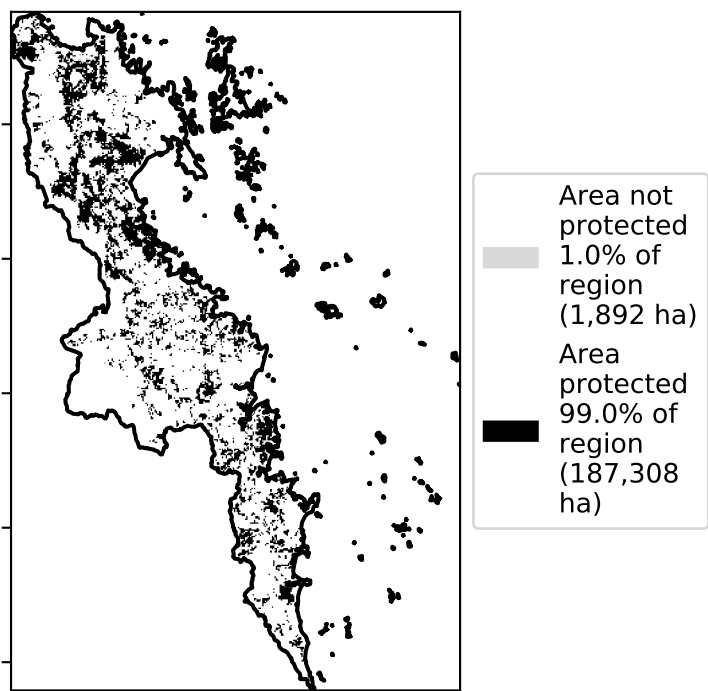 Area not
protected
1.0% of
region
(1,892 ha)
Area
protected
99.0% of
region
(187,308
ha)